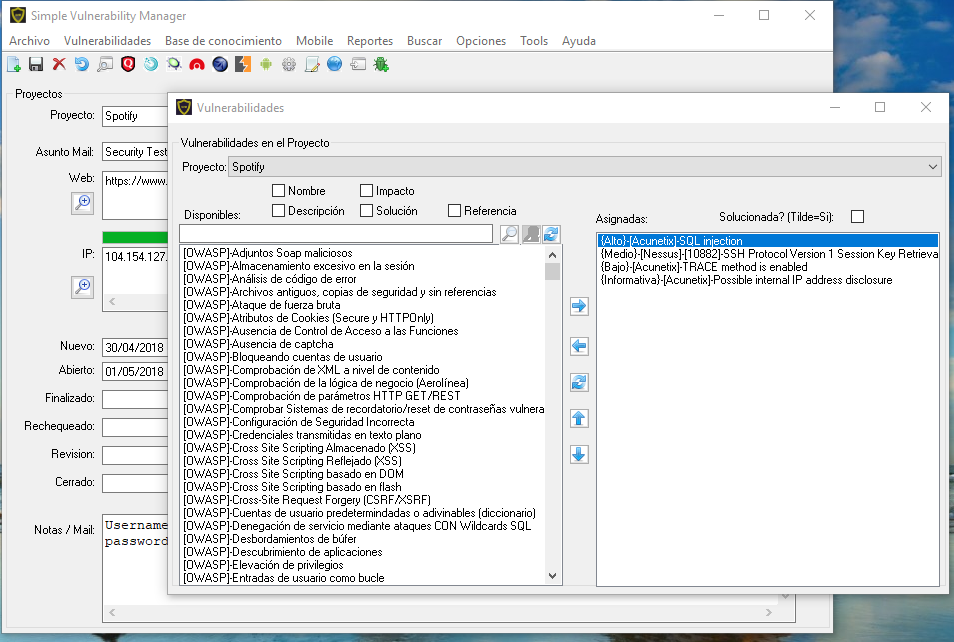 Simple Vulnerability Manager
Archivo Vulnerabilidades Base de conocimiento Mobile Reportes Buscar Opciones Tools Ayuda
Proyectos
Proyecto: Spotify
Asunto Mail: Security Test
Web: https://www.
IP: 104.154.127.
Nuevo: 30/04/2018
Abierto: 01/05/2018
Finalizado:
Rechequeado:
Revision:
Cerrado:
Notas / Mail: Username
password
Vulnerabilidades
Vulnerabilidades en el Proyecto
Proyecto: Spotify
Nombre Impacto
Descripción Solución Referencia
Disponibles:
[OWASP]-Adjuntos Soap maliciosos
[OWASP]-Almacenamiento excesivo en la sesión
[OWASP]-Análisis de código de error
[OWASP]-Archivos antiguos, copias de seguridad y sin referencias
[OWASP]-Ataque de fuerza bruta
[OWASP]-Atributos de Cookies (Secure y HTTPOnly)
[OWASP]-Ausencia de Control de Acceso a las Funciones
[OWASP]-Ausencia de captcha
[OWASP]-Bloqueando cuentas de usuario
[OWASP]-Comprobación de XML a nivel de contenido
[OWASP]-Comprobación de la lógica de negocio (Aerolínea)
[OWASP]-Comprobación de parámetros HTTP GET/REST
[OWASP]-Comprobar Sistemas de recordatorio/reset de contraseñas vulnera
[OWASP]-Configuración de Seguridad Incorrecta
[OWASP]-Credenciales transmitidas en texto plano
[OWASP]-Cross Site Scripting Almacenado (XSS)
[OWASP]-Cross Site Scripting Reflejado (XSS)
[OWASP]-Cross Site Scripting basado en DOM
[OWASP]-Cross Site Scripting basado en flash
[OWASP]-Cross-Site Request Forgery (CSRF/XSRF)
[OWASP]-Cuentas de usuario predetermindadas o adivinables (diccionario)
[OWASP]-Denegación de servicio mediante ataques CON Wildcards SQL
[OWASP]-Desbordamientos de búfer
[OWASP]-Descubrimiento de aplicaciones
[OWASP]-Elevación de privilegios
[OWASP]-Entradas de usuario como bucle
Asignadas: Solucionada? (Tilde=Si):
{Alto}-[Acunetix]-SQL injection
{Medio}-[Nessus]-[10882]-SSH Protocol Version 1 Session Key Retrieva
{Bajo}-[Acunetix]-TRACE method is enabled
{Informativa}-[Acunetix]-Possible internal IP address disclosure